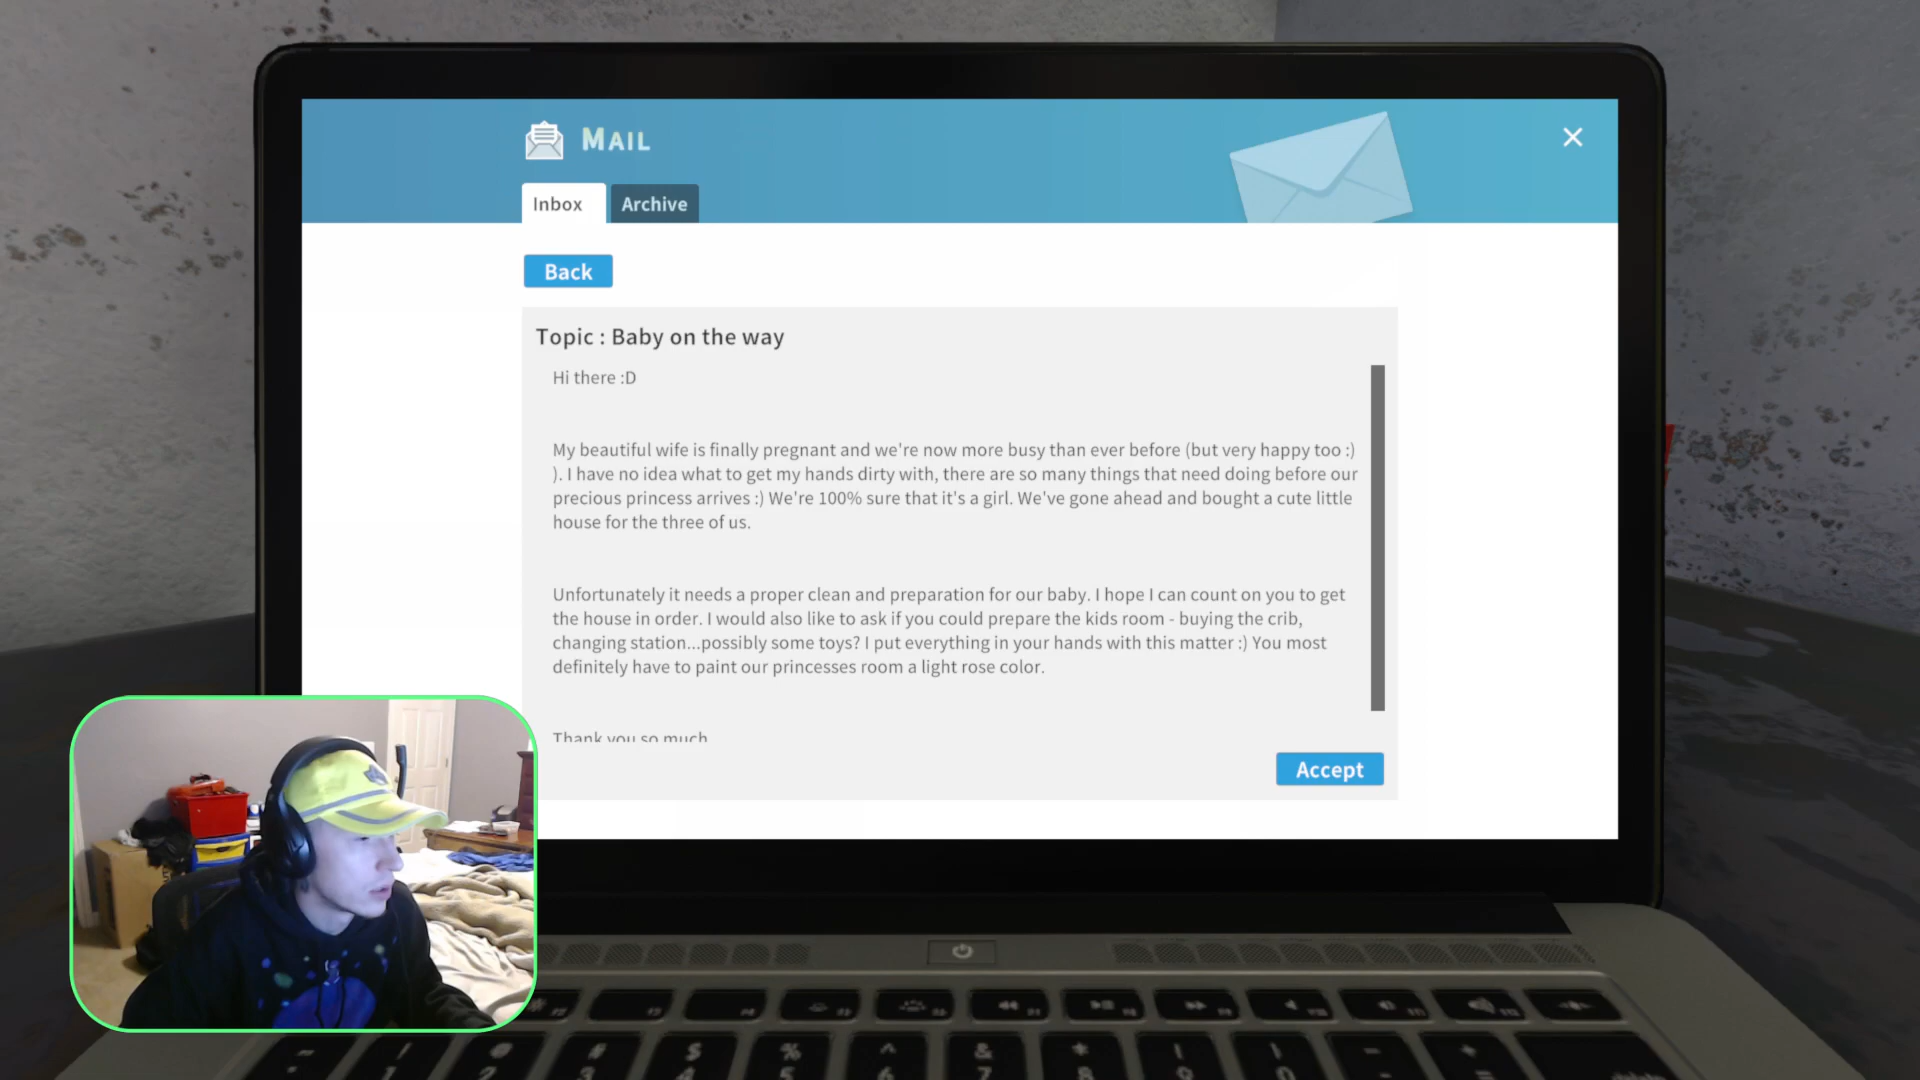 MAIL
Inbox Archive
Back
Topic : Baby on the way
Hi there :D
My beautiful wife is finally pregnant and we're now more busy than ever before (but very happy too :)
). I have no idea what to get my hands dirty with, there are so many things that need doing before our
precious princess arrives :) We're 100% sure that it's a girl. We've gone ahead and bought a cute little
house for the three of us.
Unfortunately it needs a proper clean and preparation for our baby. I hope I can count on you to get
the house in order. I would also like to ask if you could prepare the kids room - buying the crib,
changing station...possibly some toys? I put everything in your hands with this matter :) You most
definitely have to paint our princesses room a light rose color.
Thank you so much
Accept